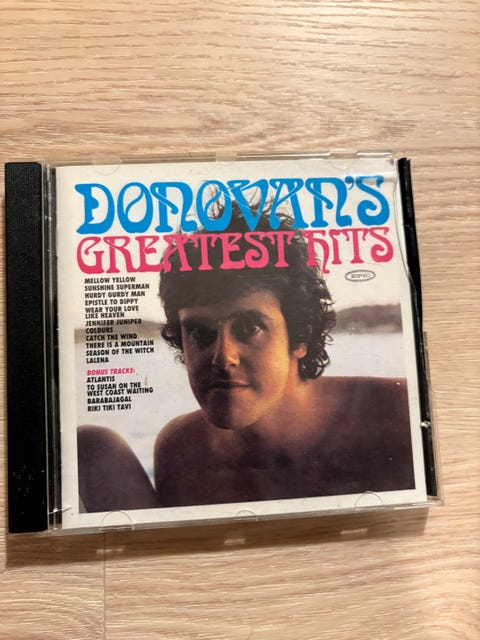 DONOVAN'S
GREATEST HITS
EPIC
MELLOW YELLOW
SUNSHINE SUPERMAN
HURDY GURDY MAN
EPISTLE TO DIPPY
WEAR YOUR LOVE
LIKE HEAVEN
JENNIFER JUNIPER
COLOURS
CATCH THE WIND
THERE IS A MOUNTAIN
SEASON OF THE WITCH
LALENA
BONUS TRACKS:
ATLANTIS
TO SUSAN ON THE
WEST COAST WAITING
BARABAJAGAL
RIKI TIKI TAVI